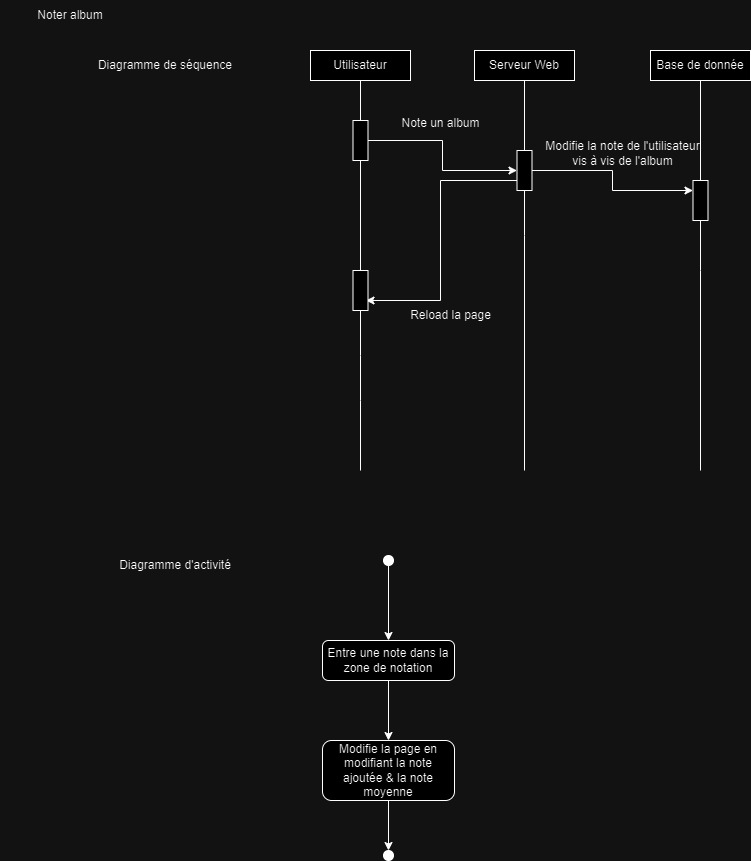 Noter album
Diagramme de séquence
Utilisateur
Serveur Web
Base de donnée
Note un album
Modifie la note de l'utilisateur
vis à vis de l'album
Reload la page
Diagramme d'activité
Entre une note dans la
zone de notation
Modifie la page en
modifiant la note
ajoutée & la note
moyenne